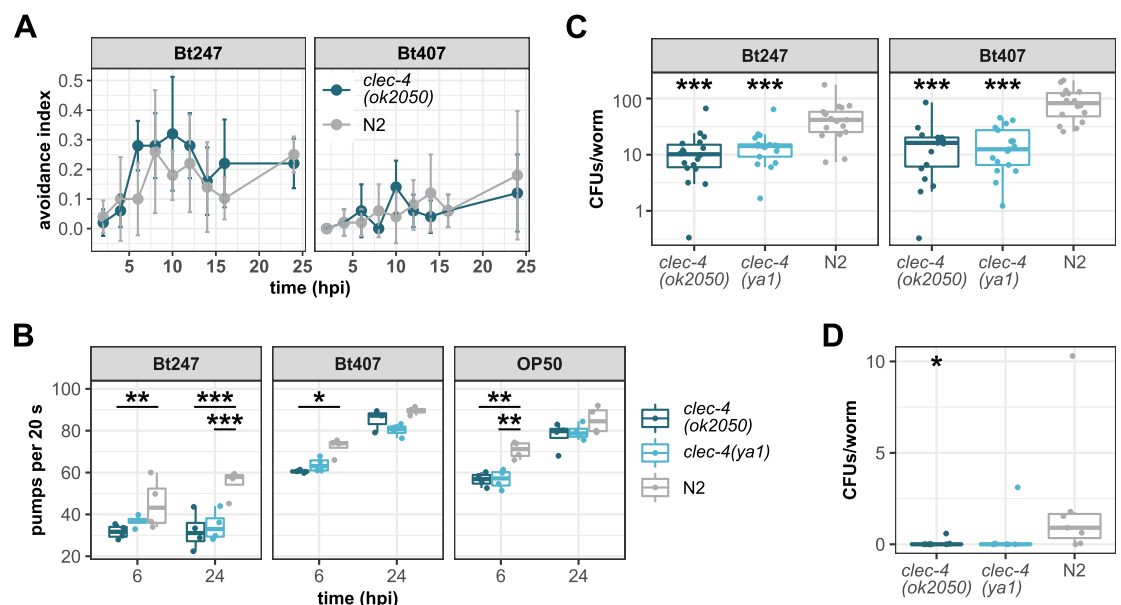 A
Bt247
Bt407
avoidance index
0.5
0.4
0.3
0.2
0.1
0.0
clec-4
(ok2050)
N2
5
10
15
20
25
5
10
15
20
25
time (hpi)
B
Bt247
Bt407
OP50
pumps per 20 s
100
80
60
40
20
**
***
***
*
**
**
6
24
6
24
6
24
time (hpi)
clec-4
(ok2050)
clec-4(ya1)
N2
C
Bt247
Bt407
CFUs/worm
100
10
1
***
***
***
***
clec-4
(ok2050)
clec-4
(ya1)
N2
clec-4
(ok2050)
clec-4
(ya1)
N2
D
CFUs/worm
10
5
0
*
clec-4
(ok2050)
clec-4
(ya1)
N2